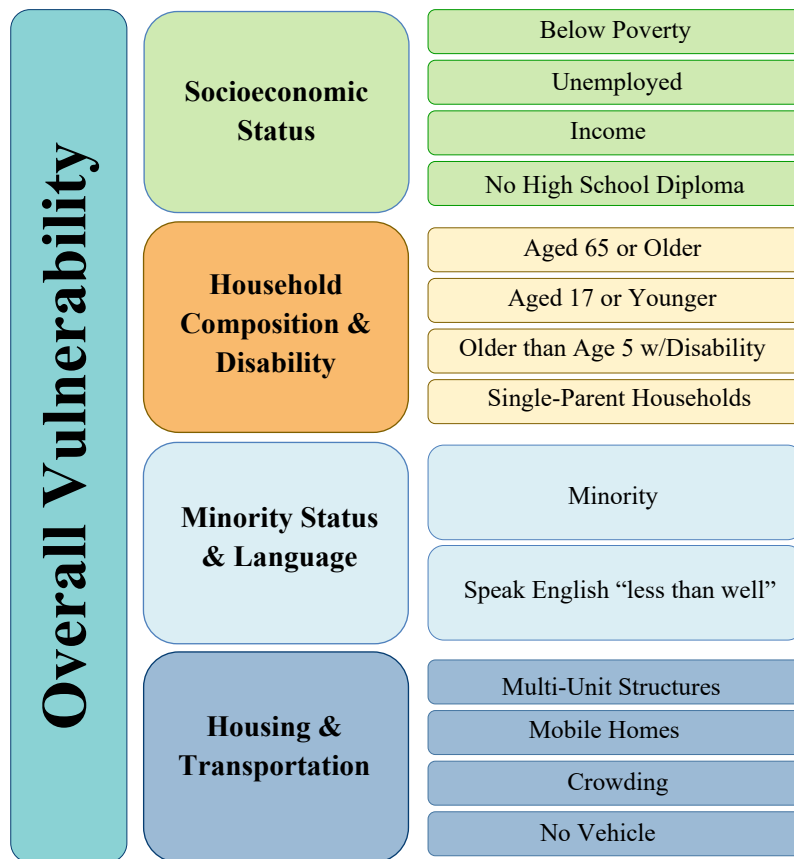 Overall Vulnerability
Socioeconomic
Status
Below Poverty
Unemployed
Income
No High School Diploma
Household
Composition &
Disability
Aged 65 or Older
Aged 17 or Younger
Older than Age 5 w/Disability
Single-Parent Households
Minority Status
& Language
Minority
Speak English “less than well”
Housing &
Transportation
Multi-Unit Structures
Mobile Homes
Crowding
No Vehicle